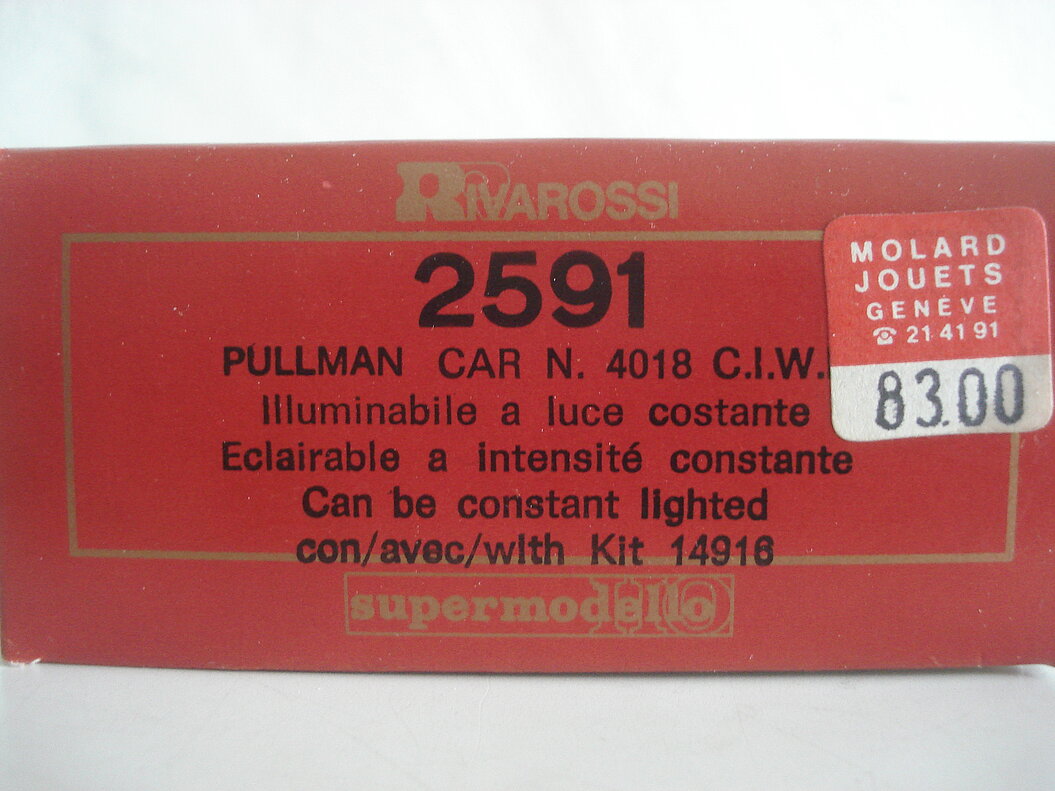 RIVAROSSI
2591
PULLMAN CAR N. 4018 C.I.W.
Illuminabile a luce costante
Eclairable a intensité constante
Can be constant lighted
con/avec/with Kit 14916
supermodello
MOLARD
JOUETS
GENÈVE
☎ 21 41 91
83.00